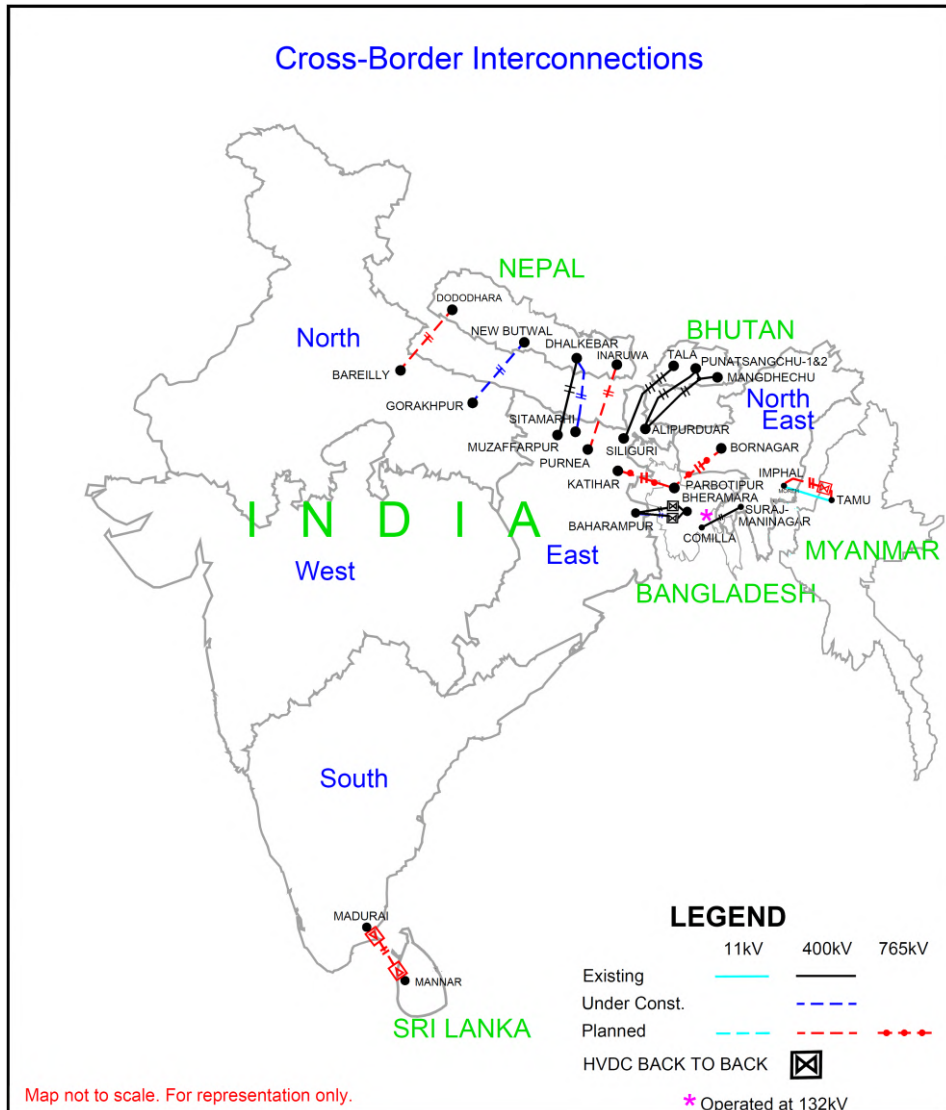 Cross-Border Interconnections
NEPAL
DODODHARA
NEW BUTWAL
DHALKEBAR
INARUWA
BHUTAN
TALA
PUNATSANGCHU-1&2
MANGDHECHU
North
BAREILLY
GORAKHPUR
SITAMARHI
MUZAFFARPUR
PURNEA
SILIGURI
ALIPURDUAR
North
East
BORNAGAR
KATIHAR
PARBOTIPUR
BHERAMARA
IMPHAL
TAMU
BAHARAMPUR
*
SURAJ-
MANINAGAR
COMILLA
INDIA
West
East
MYANMAR
BANGLADESH
South
MADURAI
MANNAR
SRI LANKA
LEGEND
11kV 400kV 765kV
Existing
Under Const.
Planned
HVDC BACK TO BACK
* Operated at 132kV
Map not to scale. For representation only.